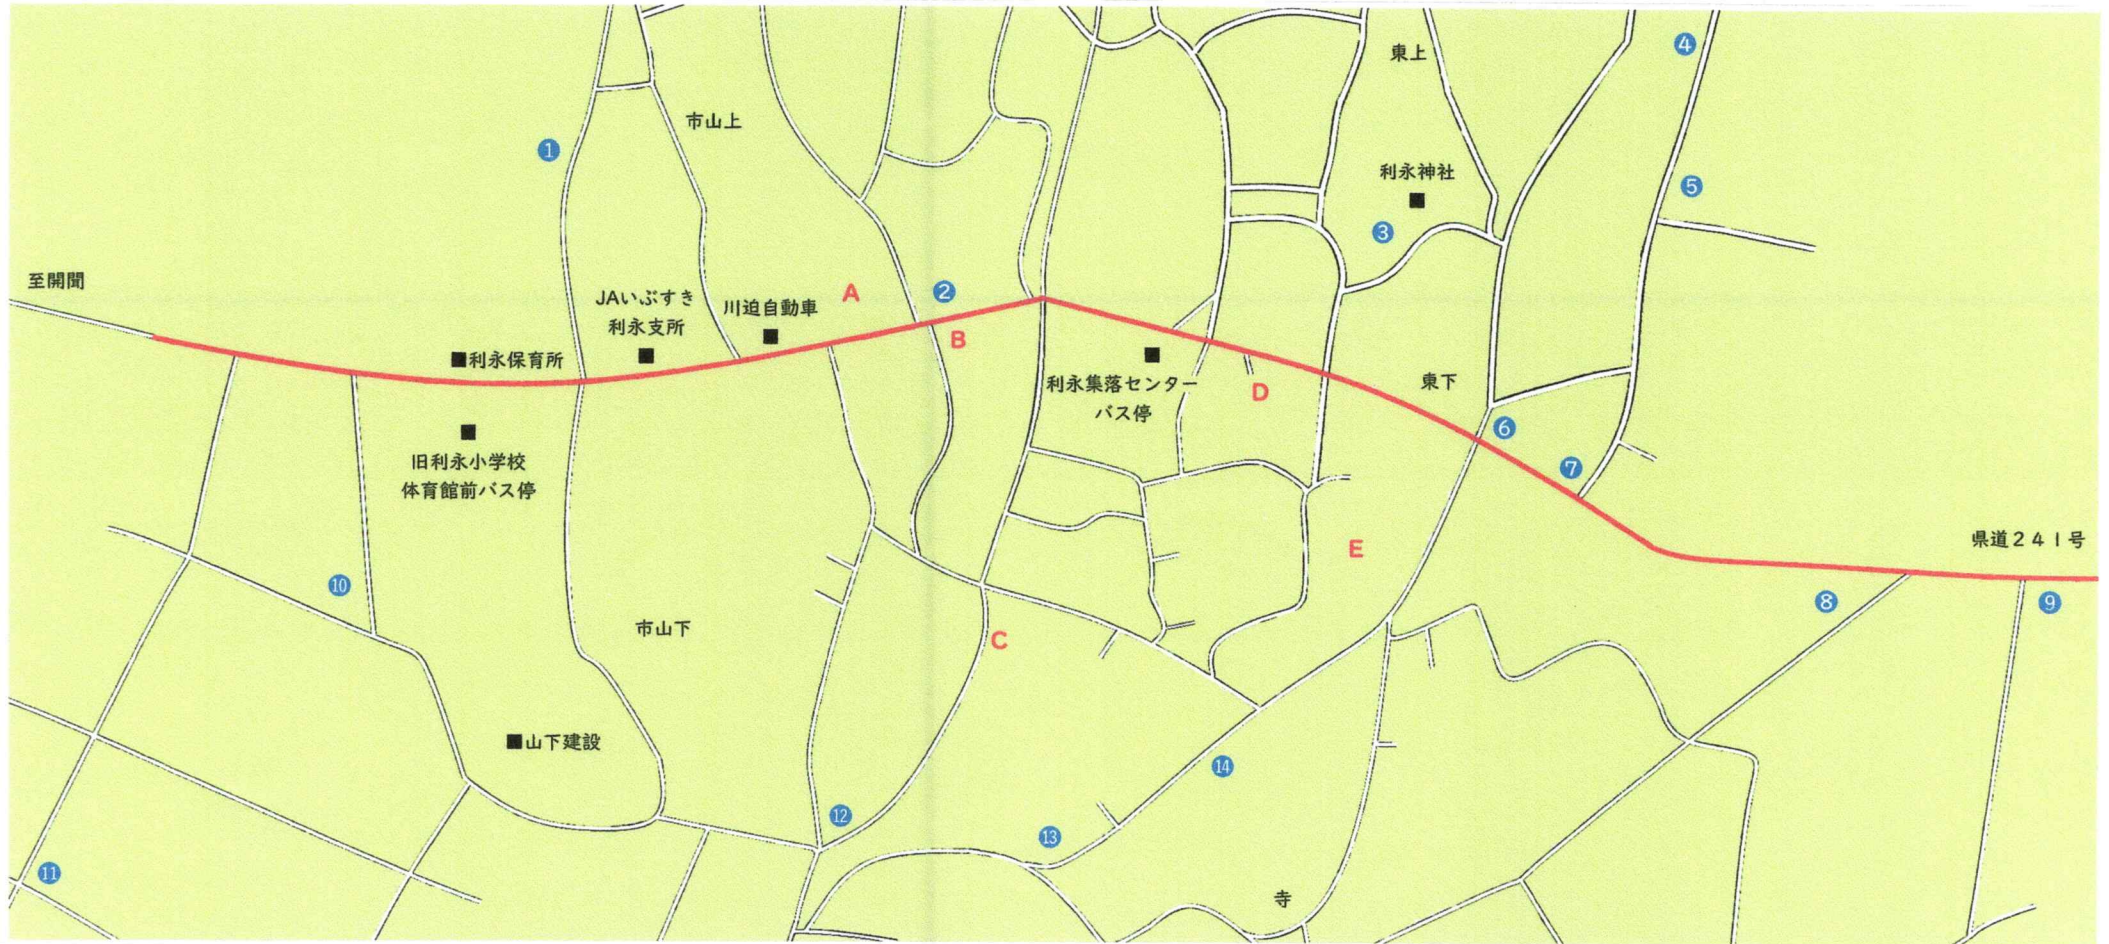 東上
④
市山上
①
利永神社
⑤
③
至開聞
JAいぶすき
利永支所
川迫自動車
A
②
B
利永保育所
利永集落センター
バス停
D
東下
⑥
旧利永小学校
体育館前バス停
⑦
県道241号
E
⑩
⑧
⑨
市山下
C
山下建設
⑭
⑫
⑬
⑪
寺